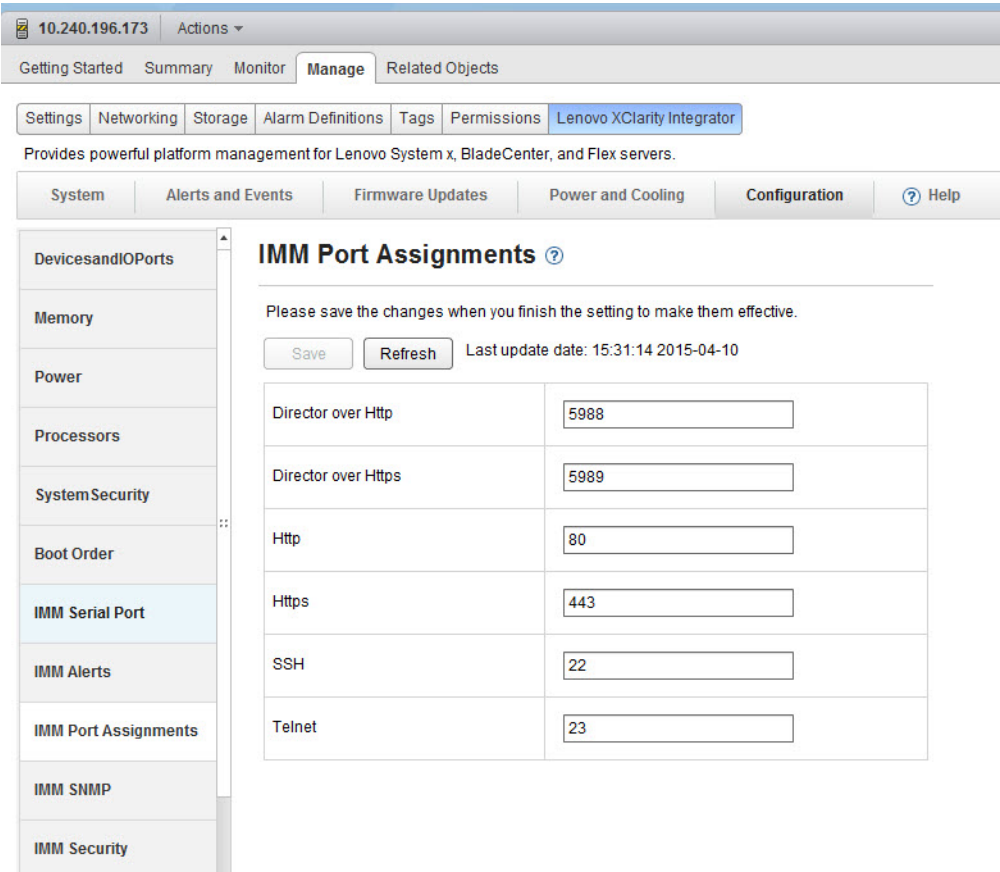 10.240.196.173 Actions
Getting Started Summary Monitor Manage Related Objects
Settings Networking Storage Alarm Definitions Tags Permissions Lenovo XClarity Integrator
Provides powerful platform management for Lenovo System x, BladeCenter, and Flex servers.
System Alerts and Events Firmware Updates Power and Cooling Configuration ? Help
DevicesandIOPorts
Memory
Power
Processors
SystemSecurity
Boot Order
IMM Serial Port
IMM Alerts
IMM Port Assignments
IMM SNMP
IMM Security
IMM Port Assignments ?
Please save the changes when you finish the setting to make them effective.
Save Refresh Last update date: 15:31:14 2015-04-10
Director over Http 5988
Director over Https 5989
Http 80
Https 443
SSH 22
Telnet 23